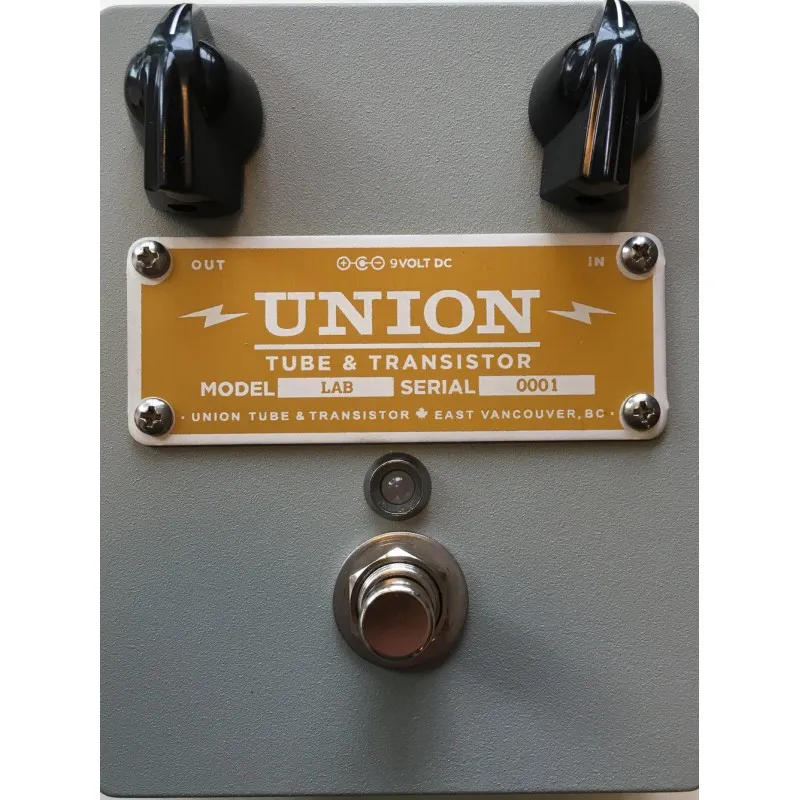 OUT 9VOLT DC IN
UNION
TUBE & TRANSISTOR
MODEL LAB SERIAL 0001
· UNION TUBE & TRANSISTOR 🍁 EAST VANCOUVER, BC ·